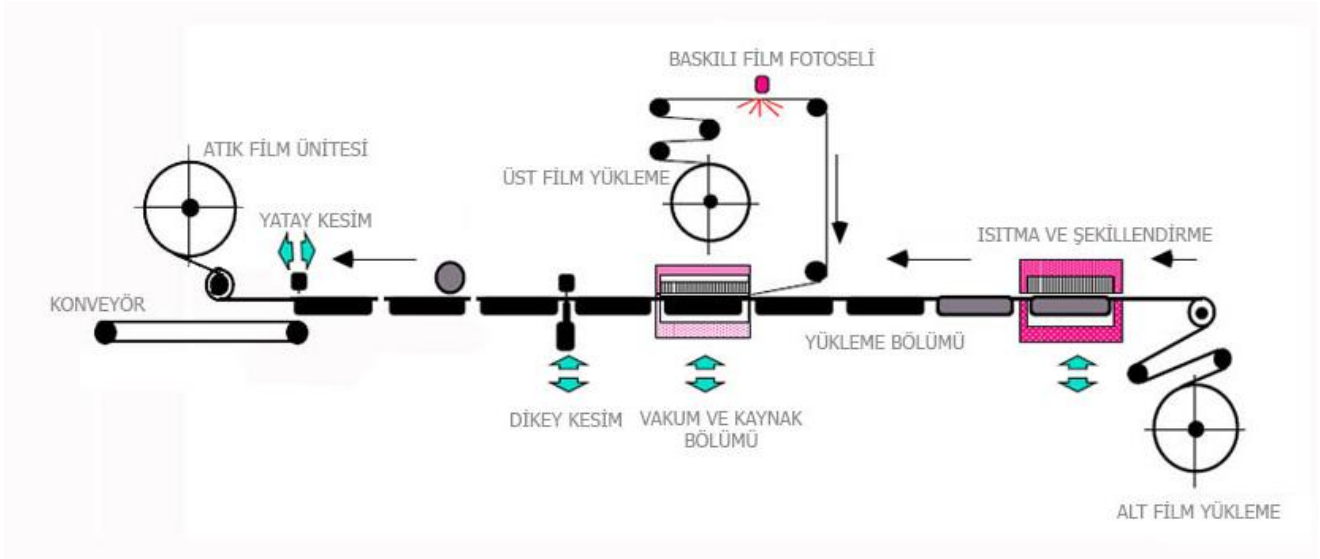 BASKILI FİLM FOTOSELİ
ATIK FİLM ÜNİTESİ
ÜST FİLM YÜKLEME
YATAY KESİM
ISITMA VE ŞEKİLLENDİRME
KONVEYÖR
YÜKLEME BÖLÜMÜ
DİKEY KESİM
VAKUM VE KAYNAK
BÖLÜMÜ
ALT FİLM YÜKLEME